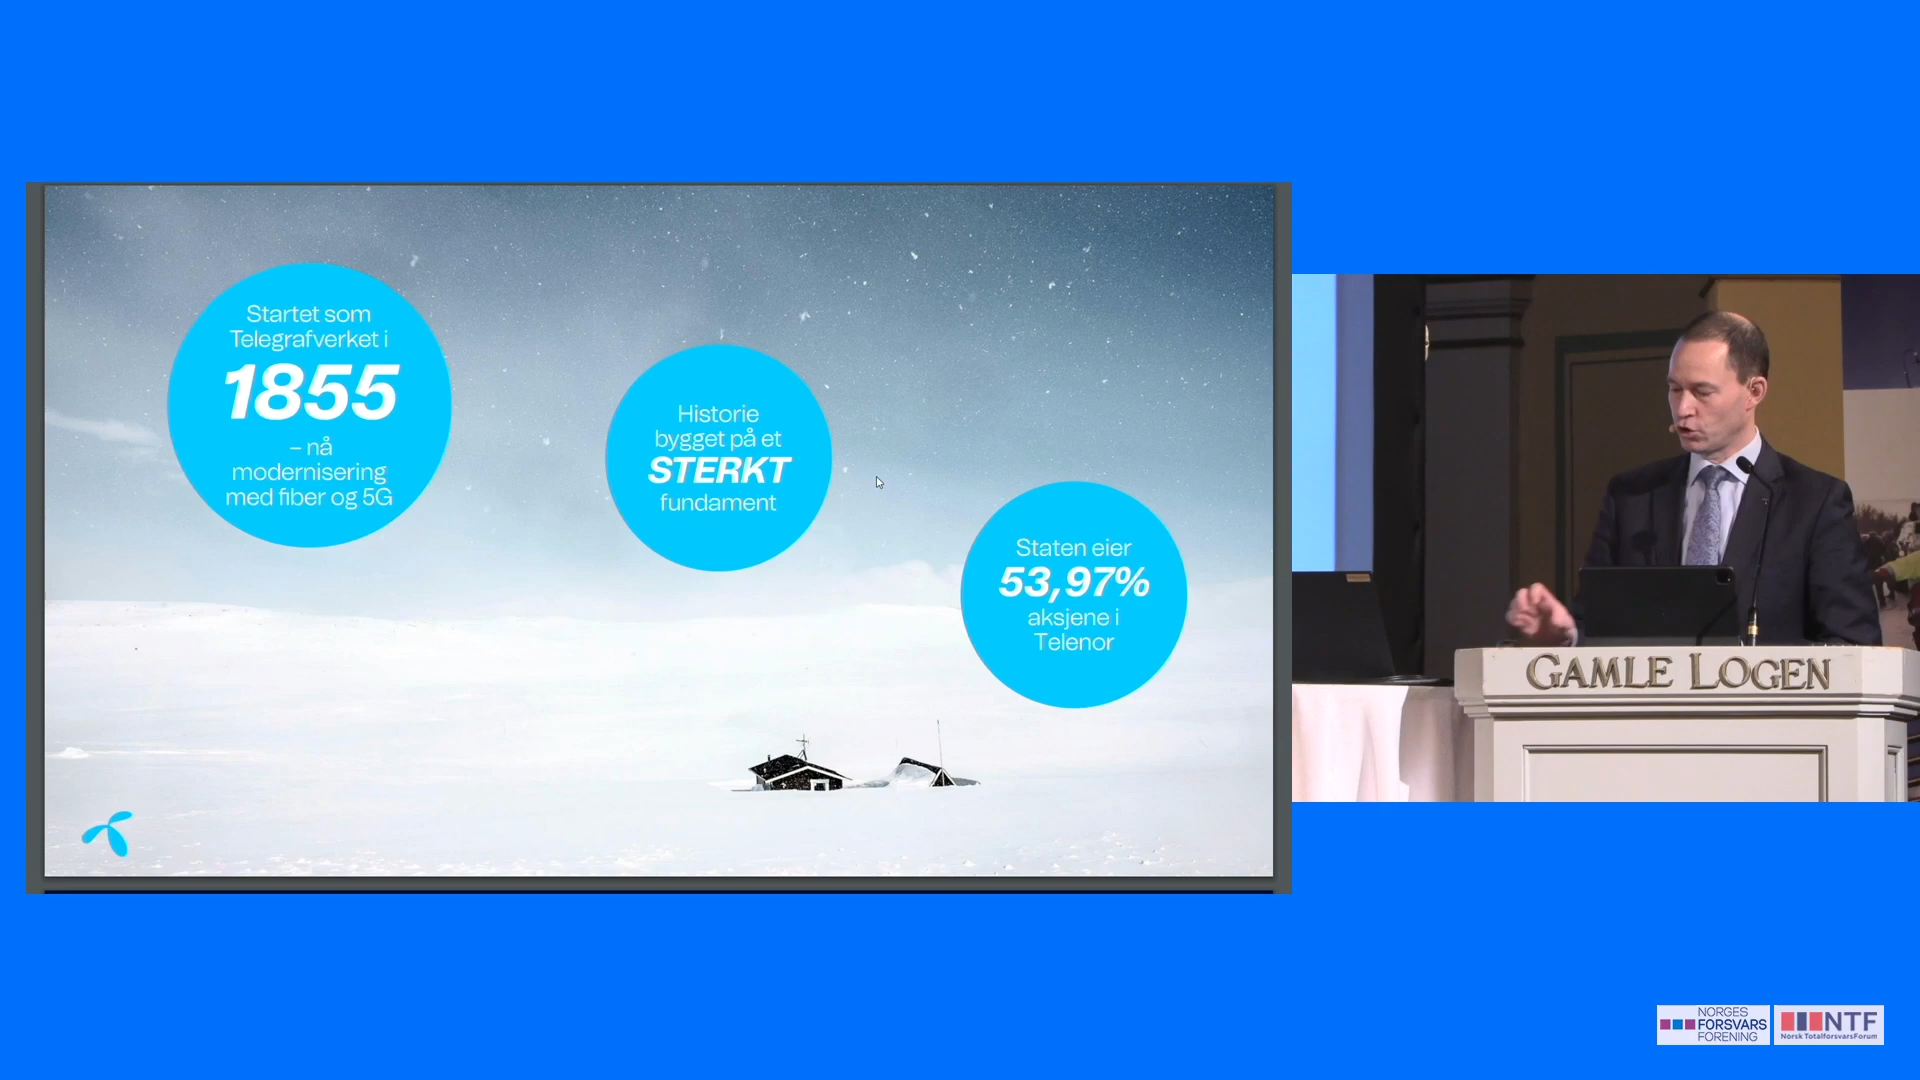 Startet som
Telegrafverket i
1855
– nå
modernisering
med fiber og 5G
Historie
bygget på et
STERKT
fundament
Staten eier
53,97%
aksjene i
Telenor
GAMLE LOGEN
NORGES
FORSVARS
FORENING
NTF
Norsk TotalforsvarsForum